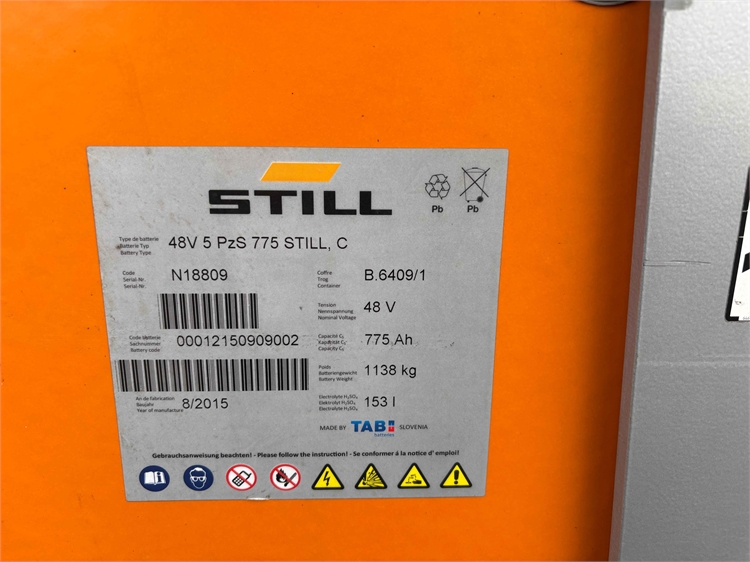 STILL
Pb Pb
Type de batterie
Batterie Typ
Battery Type
48V 5 PzS 775 STILL, C
Code
Serial Nr.
Serial Nr.
N18809
Coffre
Trog
Container
B.6409/1
Tension
Nennspannung
Nominal Voltage
48 V
Code batterie
Sachnummer
Battery code
00012150909002
Capacité C₅
Kapazität C₅
Capacity C₅
775 Ah
Poids
Batteriengewicht
Battery Weight
1138 kg
An de fabrication
Baujahr
Year of manufacture
8/2015
Electrolyte H₂SO₄
Elektrolyt H₂SO₄
Electrolyte H₂SO₄
153 l
MADE BY TAB batteries SLOVENIA
Gebrauchsanweisung beachten! - Please follow the instruction! - Se conformer á la notice d' emploi!